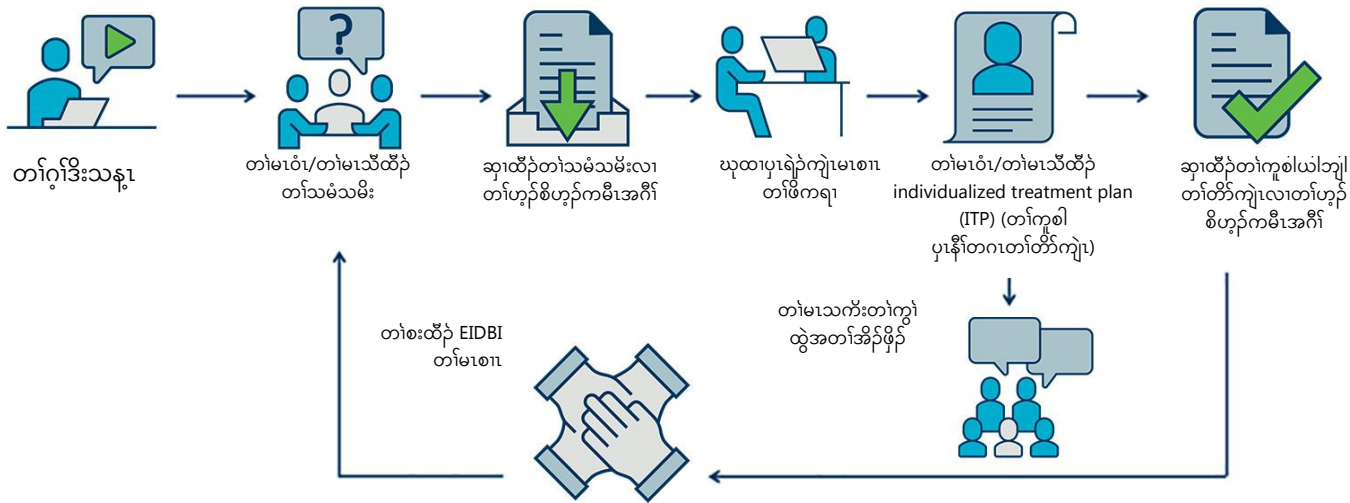 တၢ်ဂ့ၢ်ဒိးသန့ၤ
တၢ်မၤဝံၤ/တၢ်မၤသီထီၣ်
တၢ်သမံသမိး
ဆှၢထီၣ်တၢ်သမံသမိးလၢ
တၢ်ဟ့ၣ်စိဟ့ၣ်ကမီၤအဂီၢ်
ဃုထၢပှၤရဲၣ်ကျဲၤမၤစၢၤ
တၢ်ဖိကရၢ
တၢ်မၤဝံၤ/တၢ်မၤသီထီၣ်
individualized treatment plan
(ITP) (တၢ်ကူစါ
ပှၤနီၢ်တဂၤတၢ်တိာ်ကျဲၤ)
ဆှၢထီၣ်တၢ်ကူစါယါဘျါ
တၢ်တိာ်ကျဲၤလၢတၢ်ဟ့ၣ်
စိဟ့ၣ်ကမီၤအဂီၢ်
တၢ်မၤသကိးတၢ်ကွၢ်
ထွဲအတၢ်အိၣ်ဖှိၣ်
တၢ်စးထီၣ် EIDBI
တၢ်မၤစၢၤ